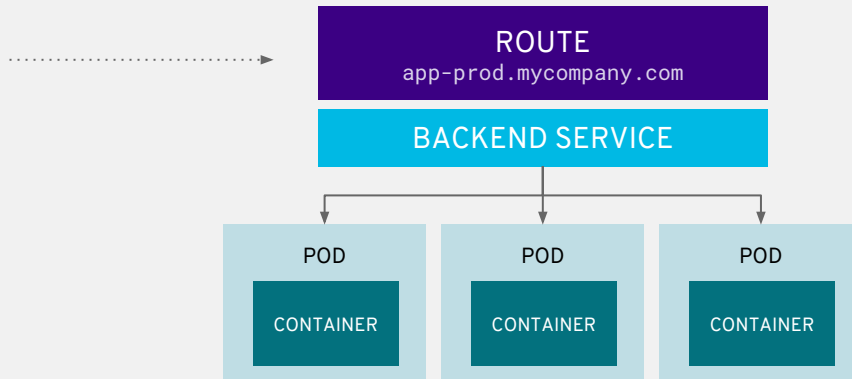 ROUTE
app-prod.mycompany.com
BACKEND SERVICE
POD
POD
POD
CONTAINER
CONTAINER
CONTAINER